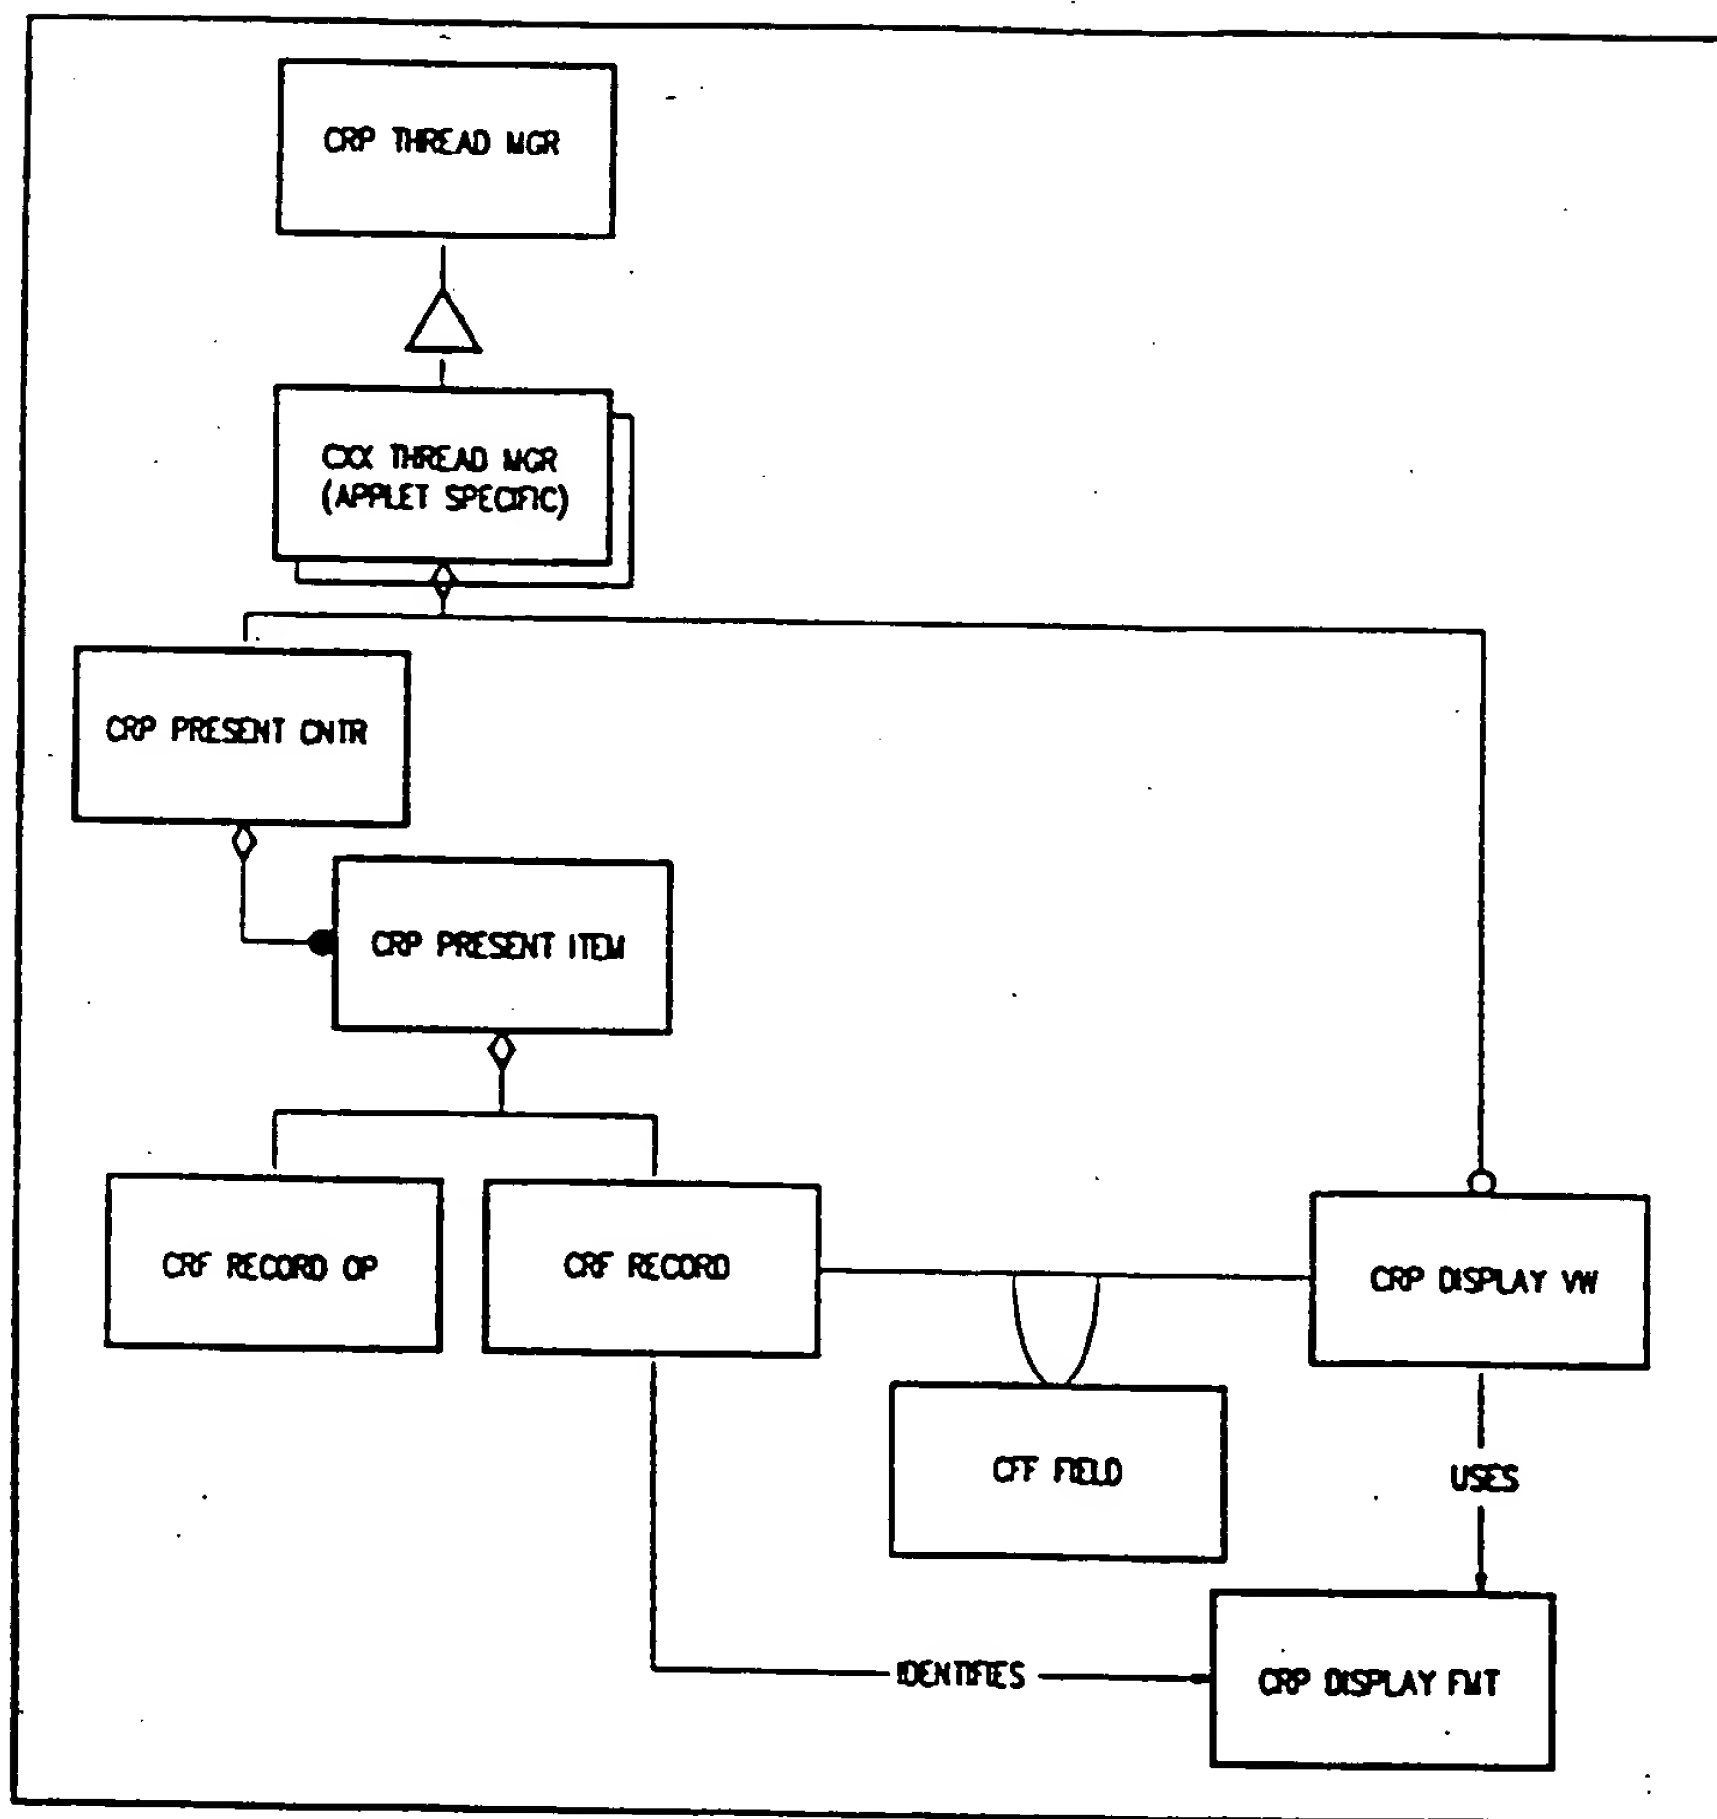 CRP THREAD MGR
CXX THREAD MGR
(APPLET SPECIFIC)
CRP PRESENT CNTR
CRP PRESENT ITEM
CRF RECORD OP
CRF RECORD
CRP DISPLAY VW
CFF FIELD
USES
IDENTIFIES
CRP DISPLAY FMT